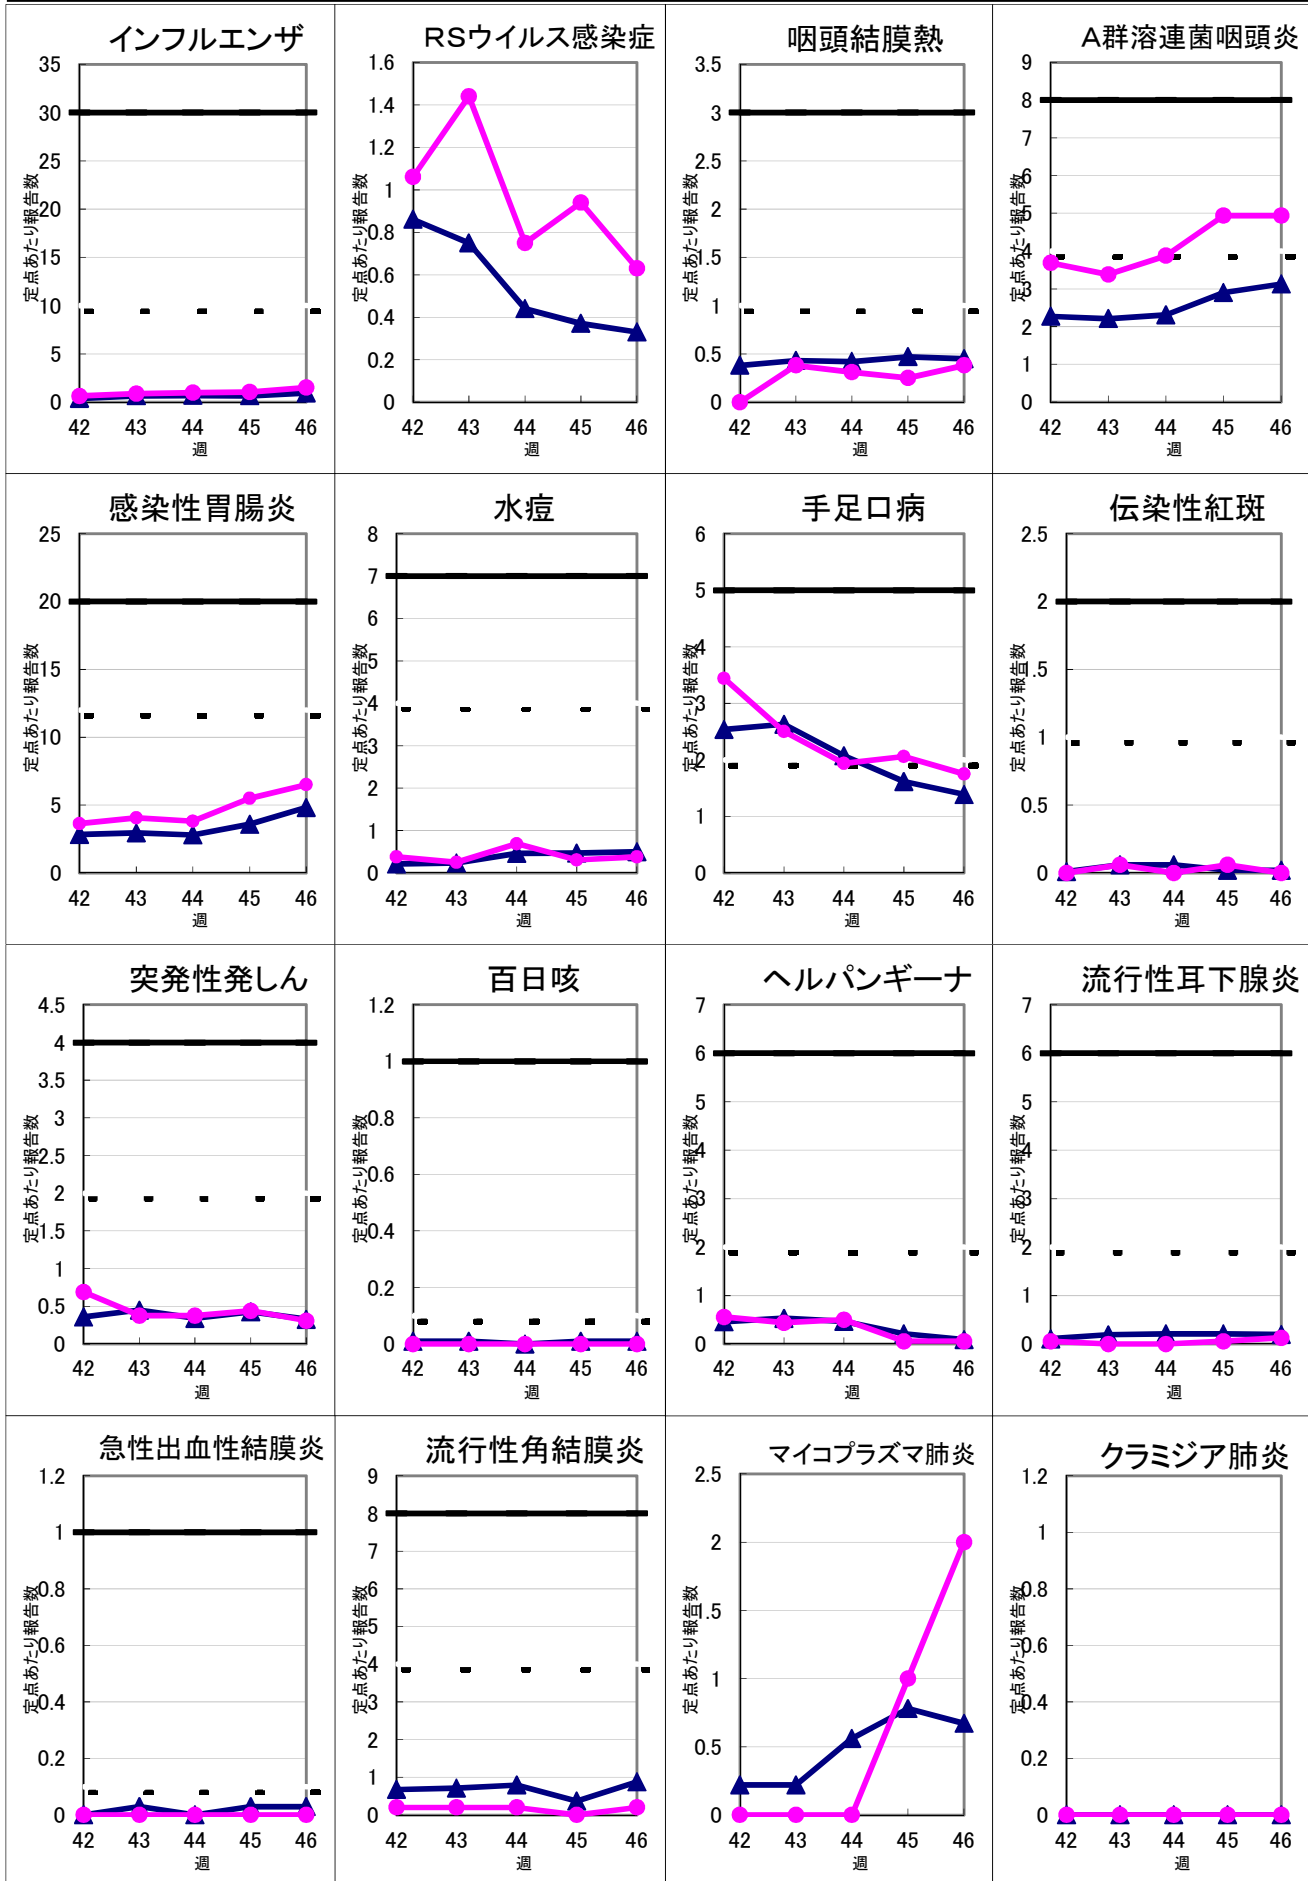 インフルエンザ
35
30
25
20
15
10
5
0
定点あたり報告数
42 43 44 45 46
週
RSウイルス感染症
1.6
1.4
1.2
1
0.8
0.6
0.4
0.2
0
定点あたり報告数
42 43 44 45 46
週
咽頭結膜熱
3.5
3
2.5
2
1.5
1
0.5
0
定点あたり報告数
42 43 44 45 46
週
A群溶連菌咽頭炎
9
8
7
6
5
4
3
2
1
0
定点あたり報告数
42 43 44 45 46
週
感染性胃腸炎
25
20
15
10
5
0
定点あたり報告数
42 43 44 45 46
週
水痘
8
7
6
5
4
3
2
1
0
定点あたり報告数
42 43 44 45 46
週
手足口病
6
5
4
3
2
1
0
定点あたり報告数
42 43 44 45 46
週
伝染性紅斑
2.5
2
1.5
1
0.5
0
定点あたり報告数
42 43 44 45 46
週
突発性発しん
4.5
4
3.5
3
2.5
2
1.5
1
0.5
0
定点あたり報告数
42 43 44 45 46
週
百日咳
1.2
1
0.8
0.6
0.4
0.2
0
定点あたり報告数
42 43 44 45 46
週
ヘルパンギーナ
7
6
5
4
3
2
1
0
定点あたり報告数
42 43 44 45 46
週
流行性耳下腺炎
7
6
5
4
3
2
1
0
定点あたり報告数
42 43 44 45 46
週
急性出血性結膜炎
1.2
1
0.8
0.6
0.4
0.2
0
定点あたり報告数
42 43 44 45 46
週
流行性角結膜炎
9
8
7
6
5
4
3
2
1
0
定点あたり報告数
42 43 44 45 46
週
マイコプラズマ肺炎
2.5
2
1.5
1
0.5
0
定点あたり報告数
42 43 44 45 46
週
クラミジア肺炎
1.2
1
0.8
0.6
0.4
0.2
0
定点あたり報告数
42 43 44 45 46
週